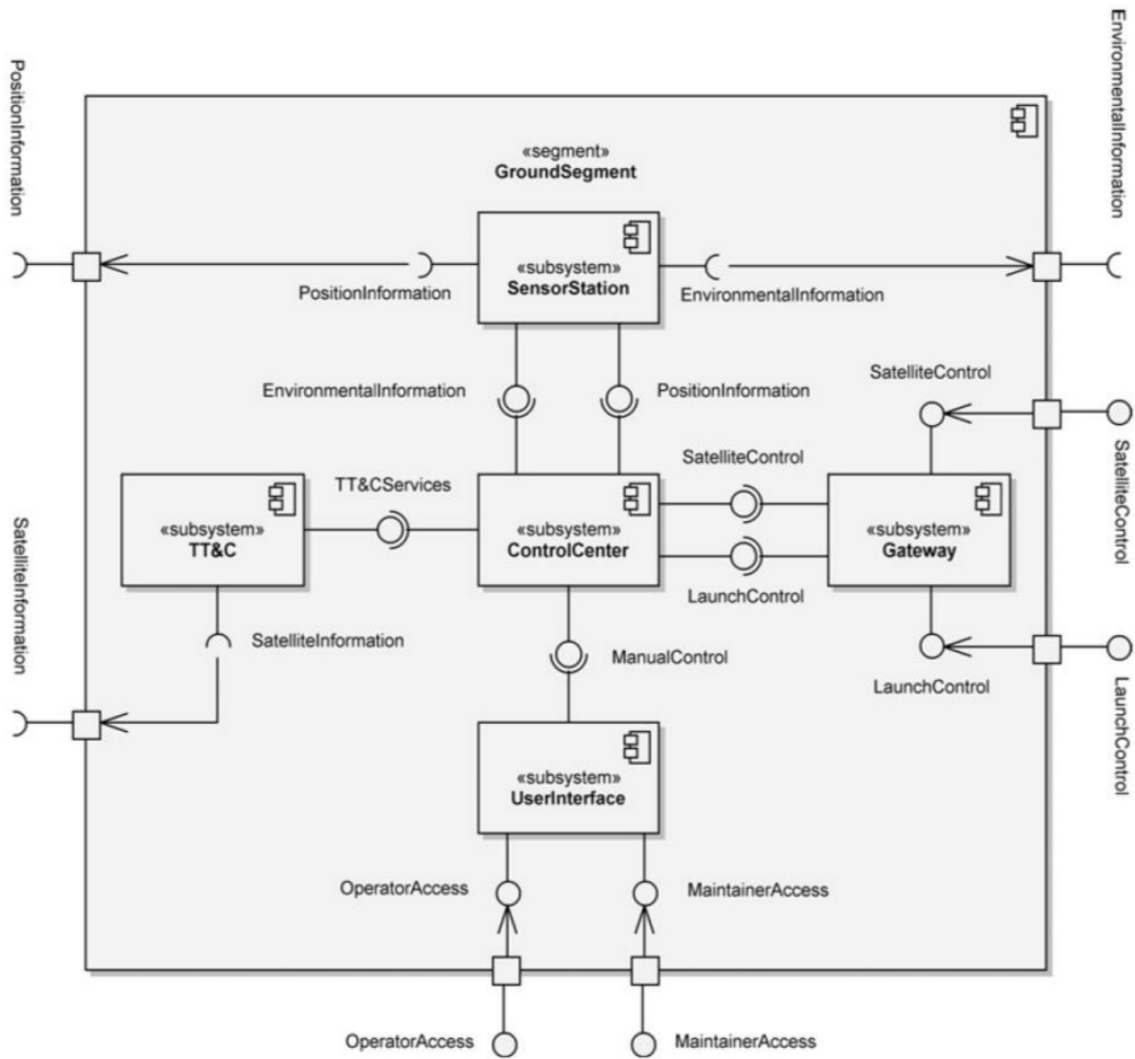 EnvironmentalInformation
PositionInformation
«segment»
GroundSegment
«subsystem»
SensorStation
PositionInformation
EnvironmentalInformation
EnvironmentalInformation
PositionInformation
SatelliteControl
SatelliteControl
SatelliteControl
TT&CServices
«subsystem»
TT&C
«subsystem»
ControlCenter
«subsystem»
Gateway
SatelliteInformation
LaunchControl
SatelliteInformation
ManualControl
LaunchControl
LaunchControl
«subsystem»
UserInterface
OperatorAccess
MaintainerAccess
OperatorAccess
MaintainerAccess